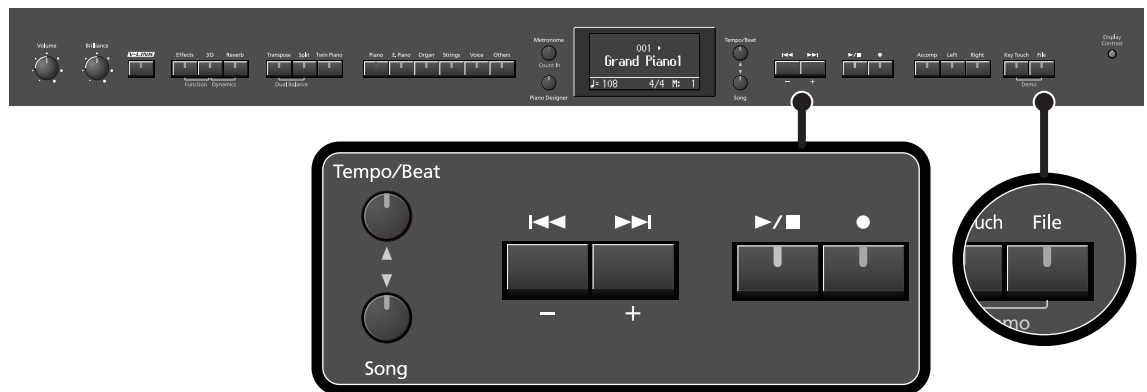 Volume Brilliance V-LINK Effects 3D Reverb Transpose Split Twin Piano Piano E. Piano Organ Strings Voice Others Metronome Tempo/Beat Accomp Left Right Key Touch File Display Contrast
Function Dynamics Dual Balance Count In Demo
Piano Designer Song
001
Grand Piano1
♩= 108 4/4 M: 1
− +
Tempo/Beat
Song
− +
uch File
emo